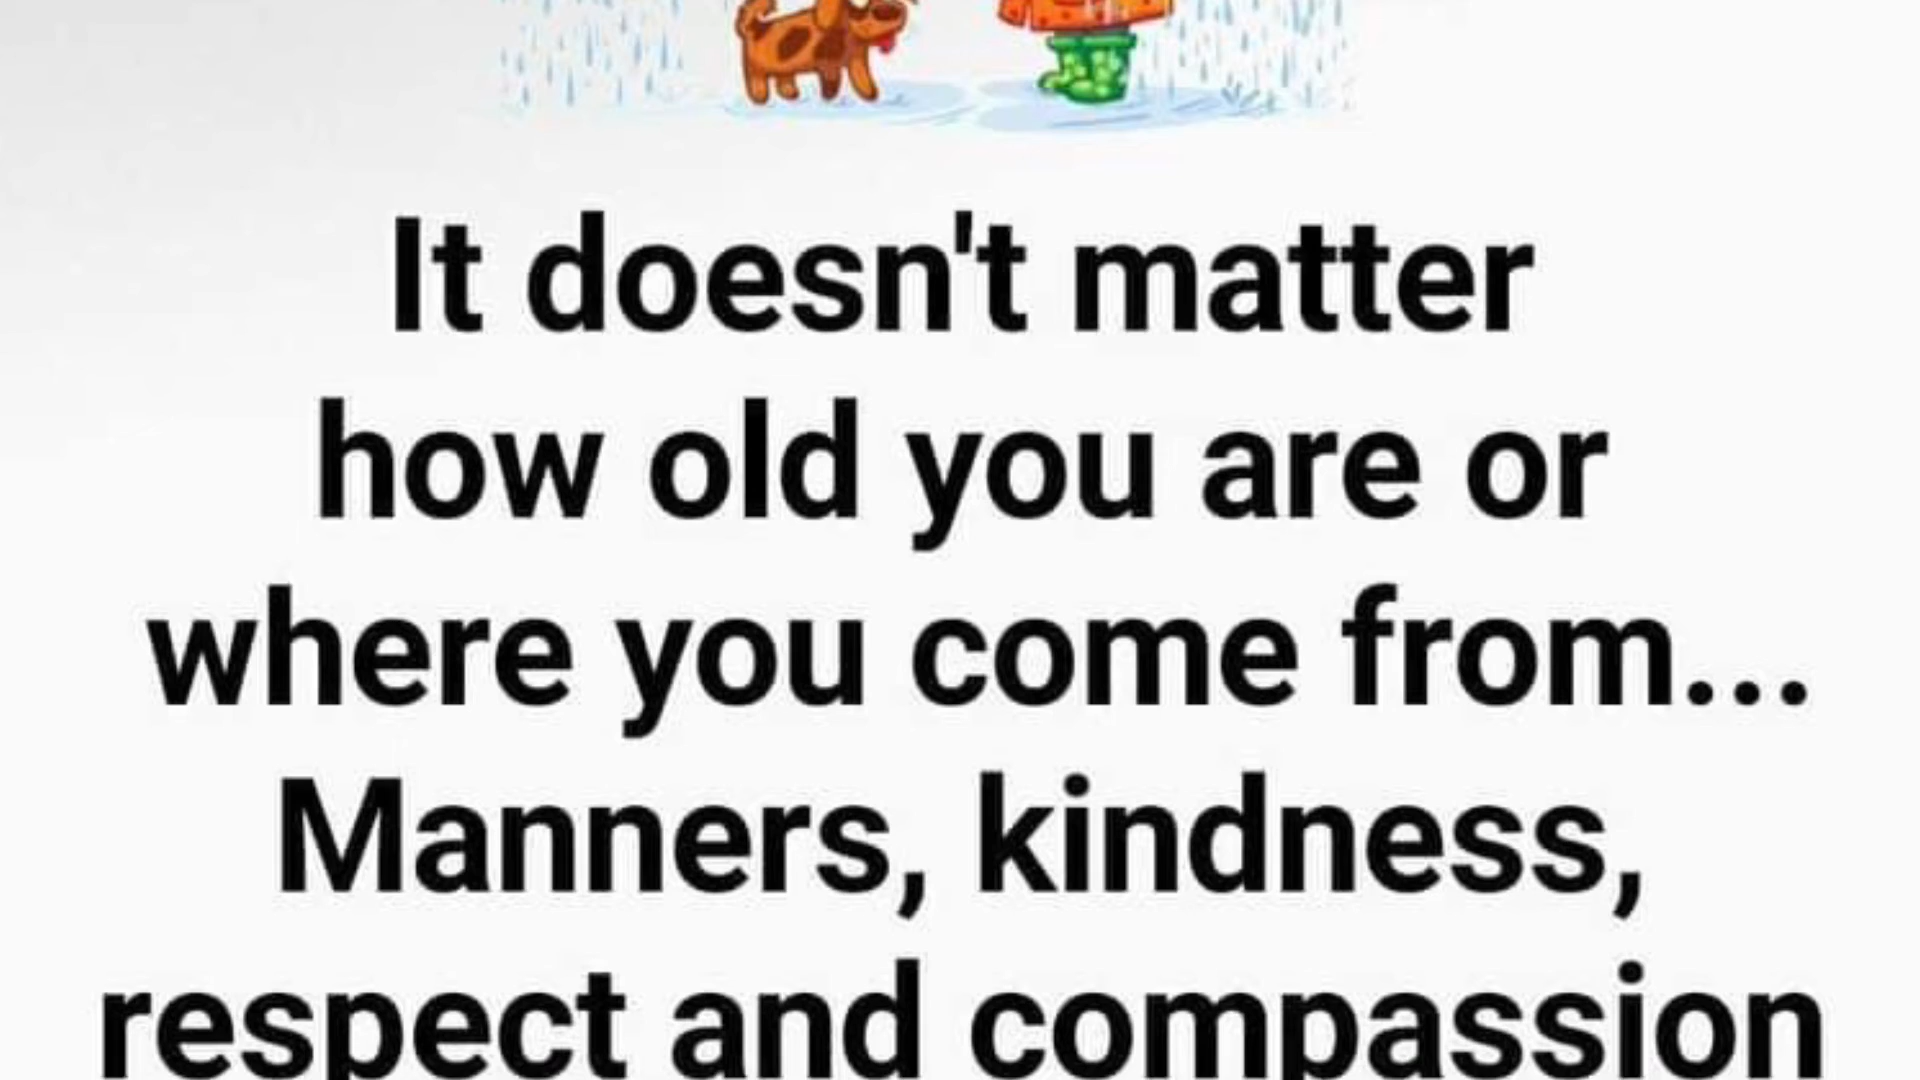 It doesn't matter
how old you are or
where you come from...
Manners, kindness,
respect and compassion